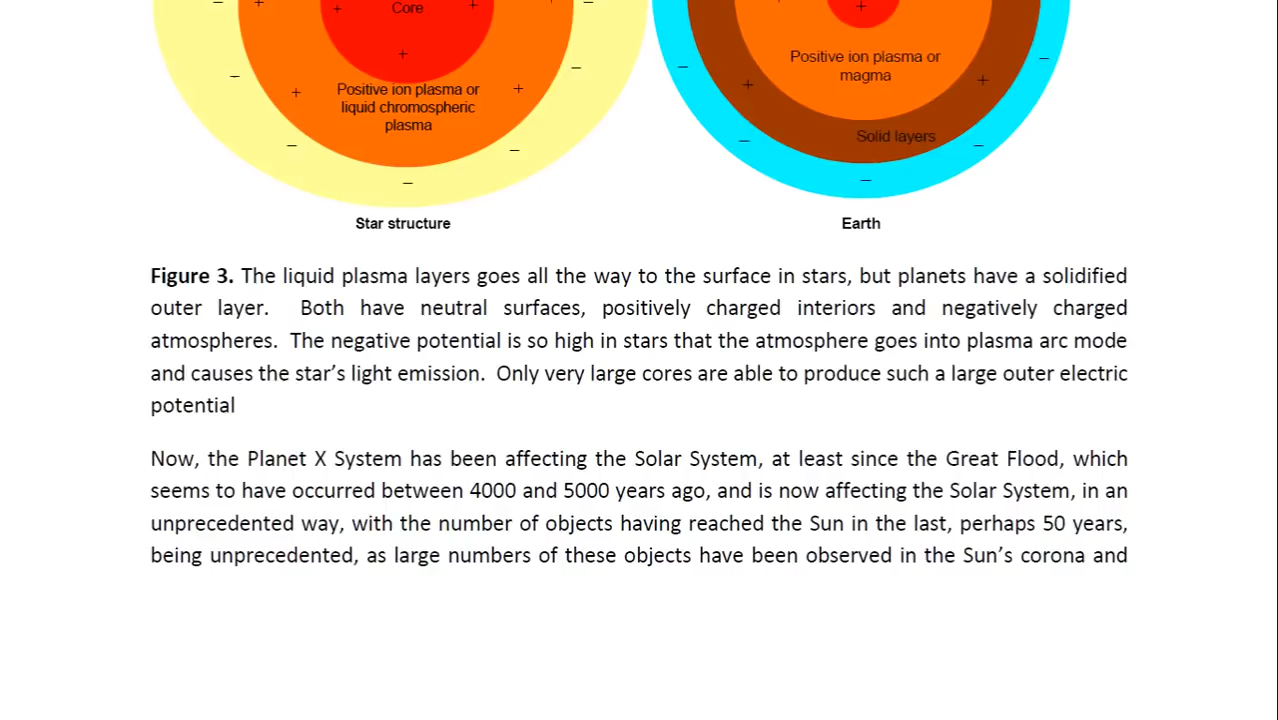 Core
Positive ion plasma or
liquid chromospheric
plasma
Positive ion plasma or
magma
Solid layers
Star structure
Earth
Figure 3. The liquid plasma layers goes all the way to the surface in stars, but planets have a solidified
outer layer. Both have neutral surfaces, positively charged interiors and negatively charged
atmospheres. The negative potential is so high in stars that the atmosphere goes into plasma arc mode
and causes the star’s light emission. Only very large cores are able to produce such a large outer electric
potential
Now, the Planet X System has been affecting the Solar System, at least since the Great Flood, which
seems to have occurred between 4000 and 5000 years ago, and is now affecting the Solar System, in an
unprecedented way, with the number of objects having reached the Sun in the last, perhaps 50 years,
being unprecedented, as large numbers of these objects have been observed in the Sun’s corona and